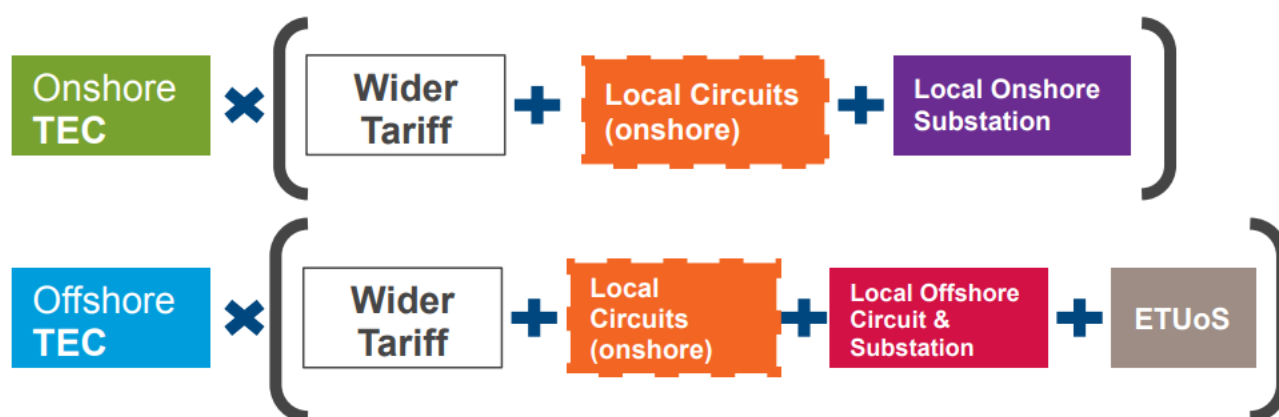 Onshore
TEC
Wider
Tariff
Local Circuits
(onshore)
Local Onshore
Substation
Offshore
TEC
Wider
Tariff
Local
Circuits
(onshore)
Local Offshore
Circuit &
Substation
ETUoS